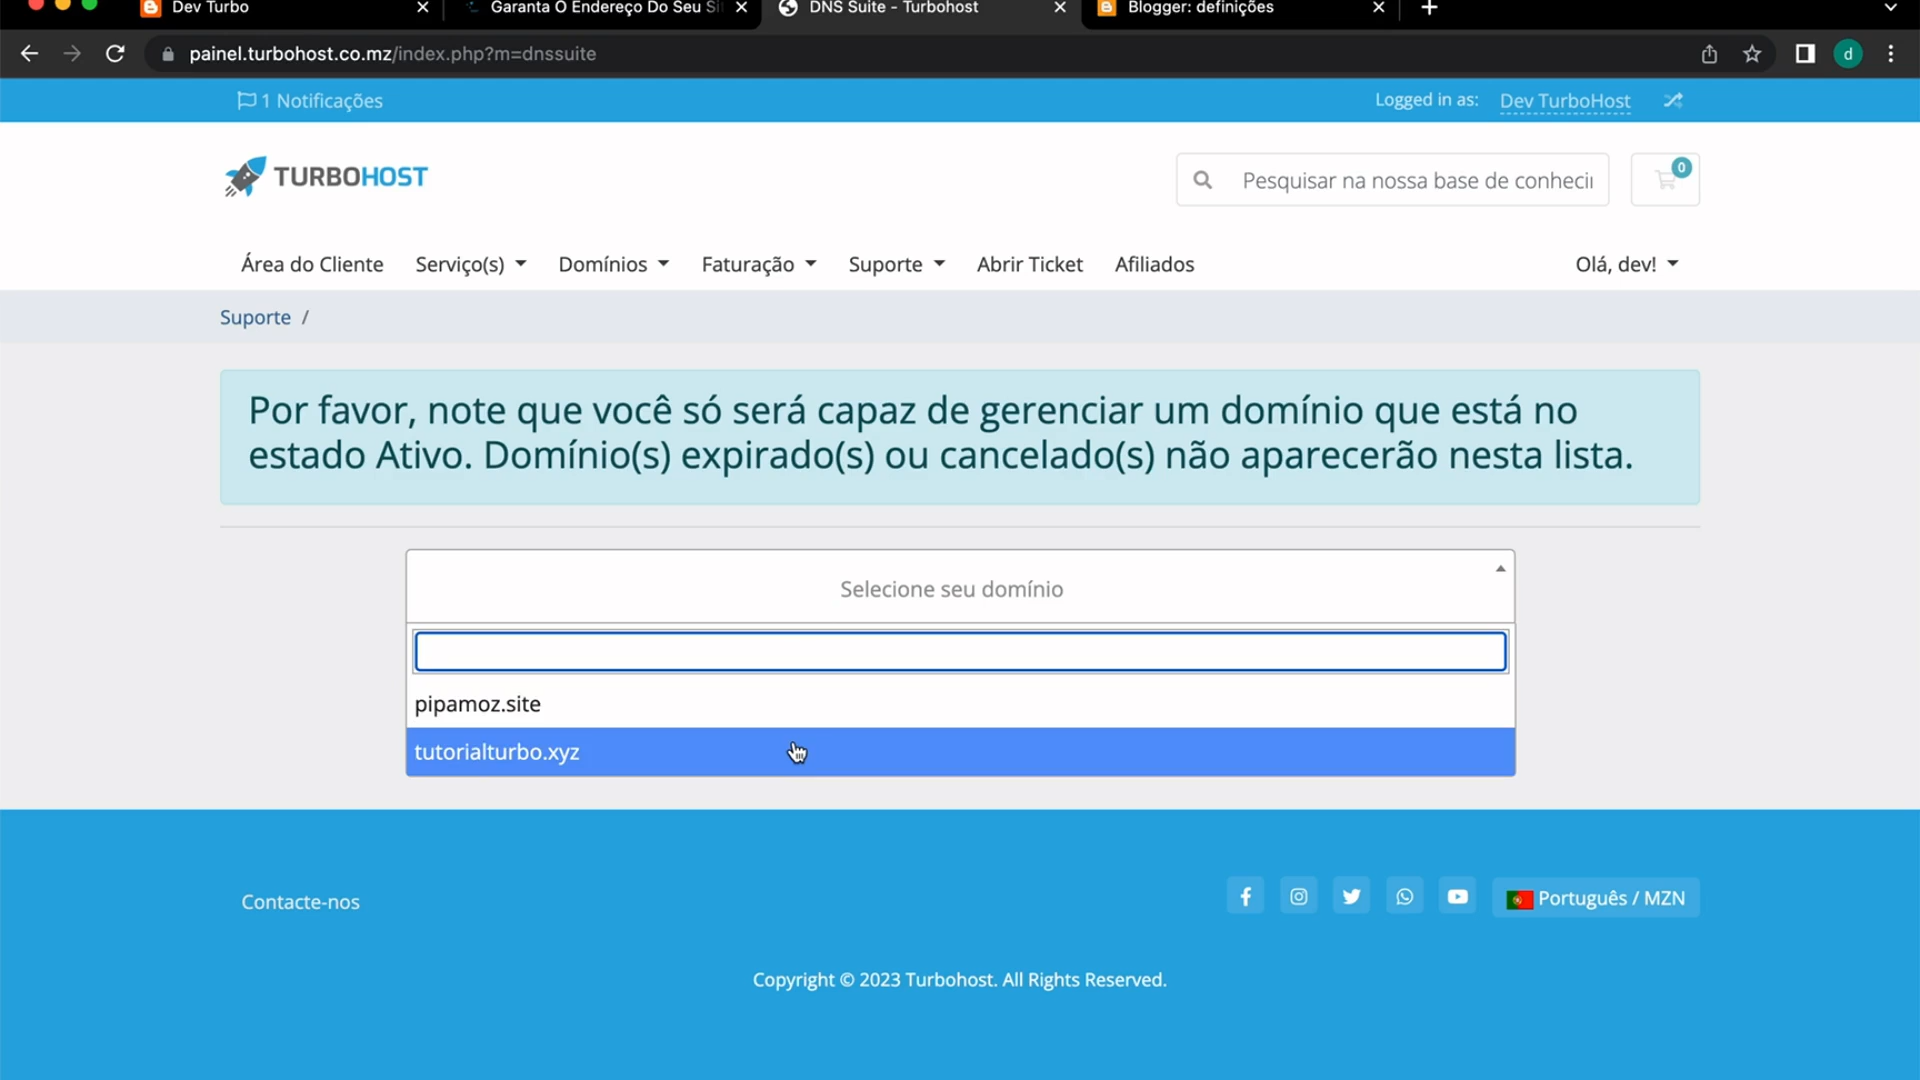 Dev Turbo
Garanta O Endereço Do Seu Si
DNS Suite - Turbohost
Blogger: definições
painel.turbohost.co.mz/index.php?m=dnssuite
d
1 Notificações
Logged in as: Dev TurboHost
TURBOHOST
Pesquisar na nossa base de conheci
0
Área do Cliente
Serviço(s)
Domínios
Faturação
Suporte
Abrir Ticket
Afiliados
Olá, dev!
Suporte /
Por favor, note que você só será capaz de gerenciar um domínio que está no
estado Ativo. Domínio(s) expirado(s) ou cancelado(s) não aparecerão nesta lista.
Selecione seu domínio
pipamoz.site
tutorialturbo.xyz
Contacte-nos
Português / MZN
Copyright © 2023 Turbohost. All Rights Reserved.